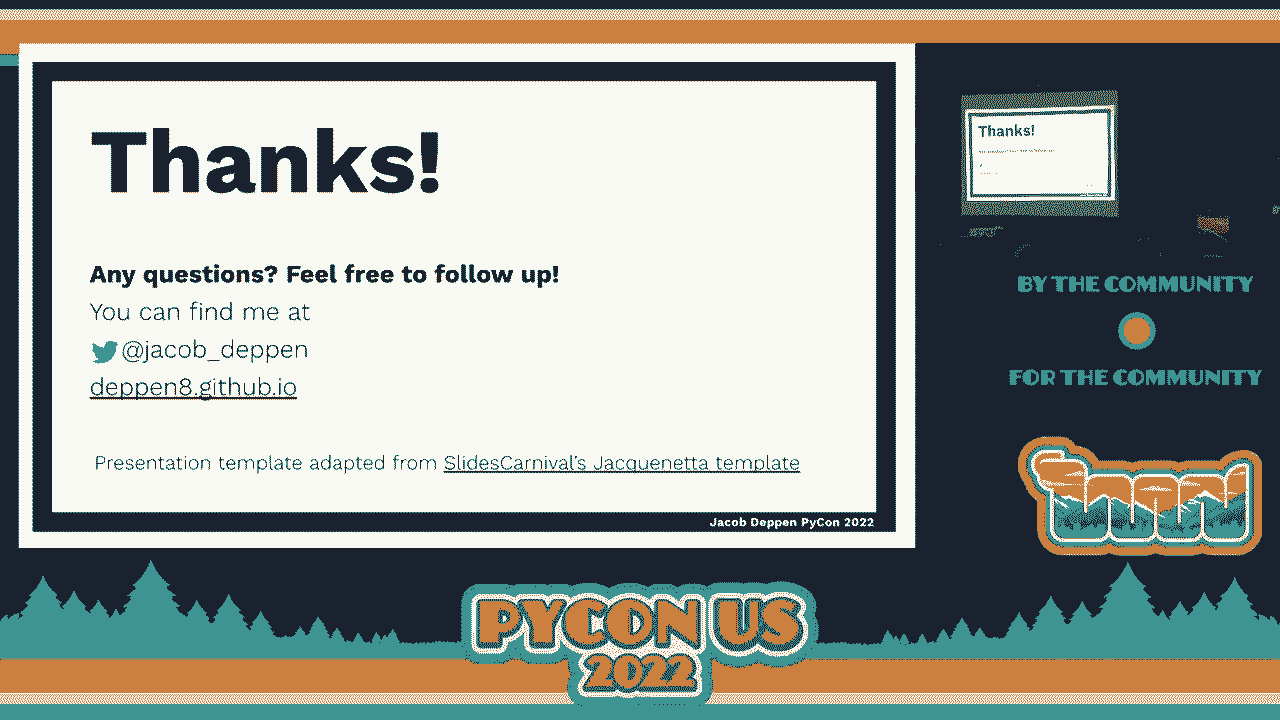 Thanks!
Any questions? Feel free to follow up!
You can find me at
@jacob_deppen
deppen8.github.io
Presentation template adapted from SlidesCarnival's Jacquenetta template
Jacob Deppen PyCon 2022
Thanks!
BY THE COMMUNITY
FOR THE COMMUNITY
PYCON US
2022